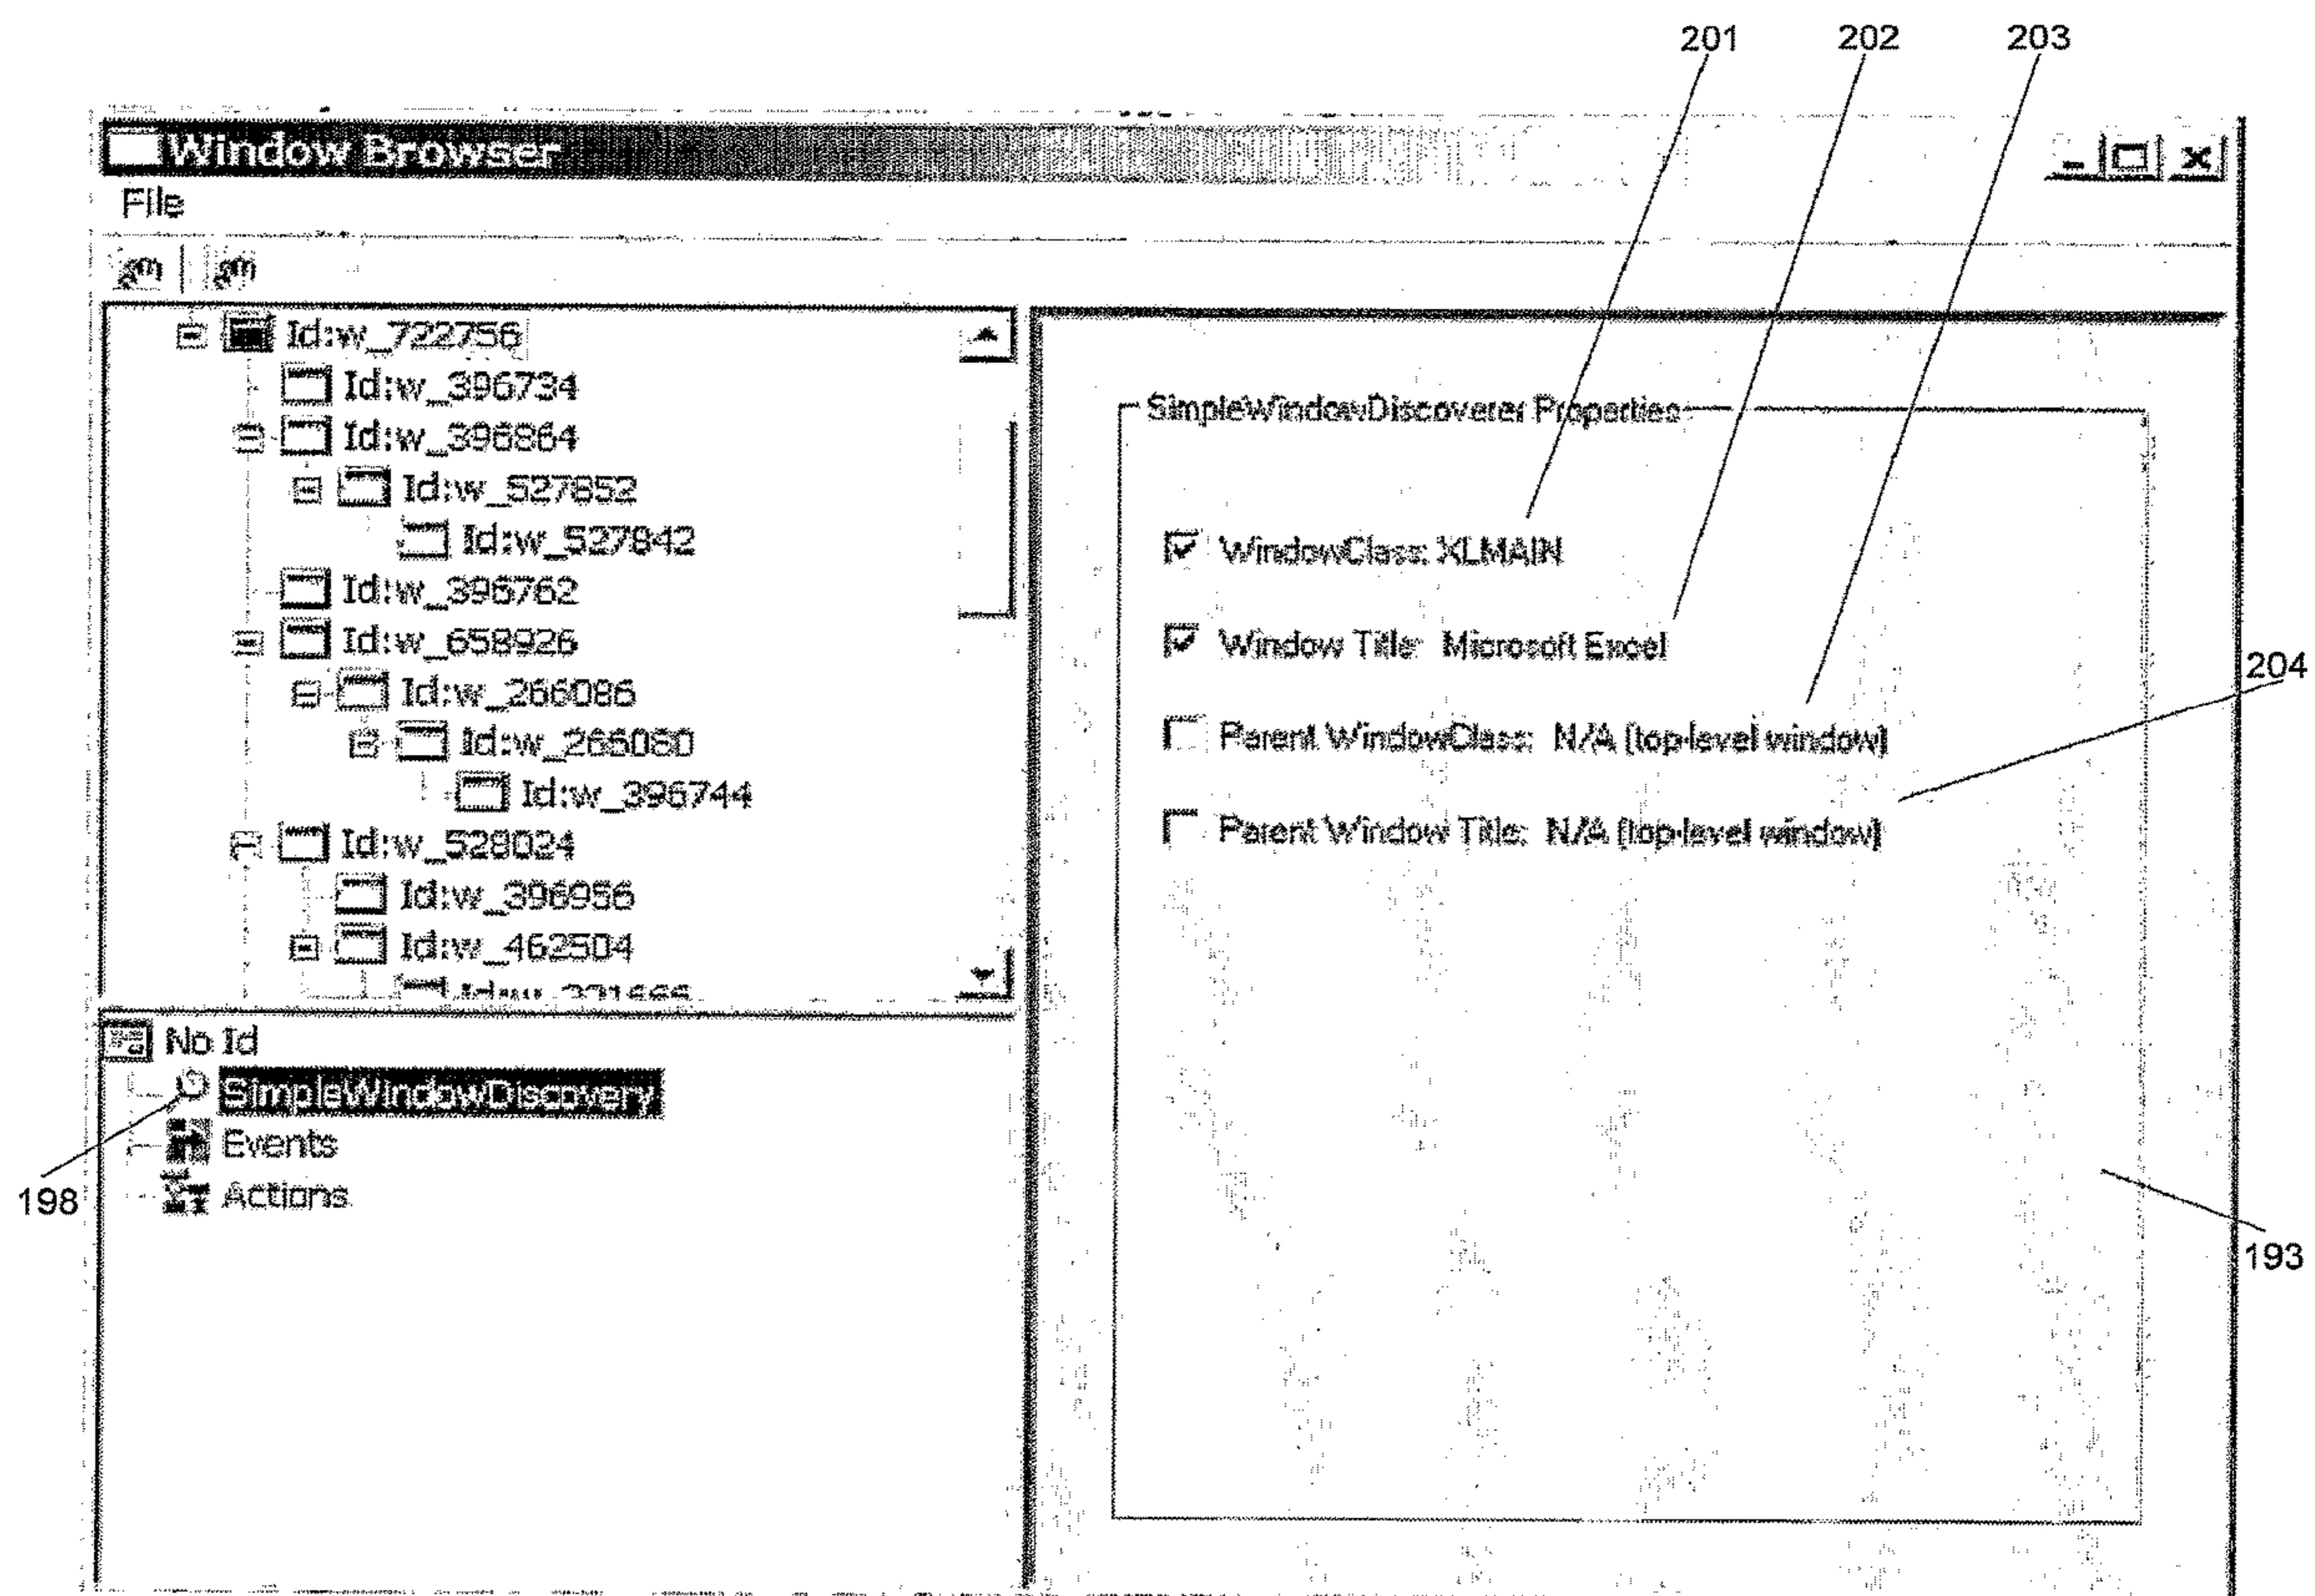 201 202 203
Window Browser
File
Id:w_722756
Id:w_396734
Id:w_396864
Id:w_527852
Id:w_527842
Id:w_396762
Id:w_658926
Id:w_266086
Id:w_266080
Id:w_396744
Id:w_528024
Id:w_396956
Id:w_462504
SimpleWindowDiscoverer Properties
WindowClass: XLMAIN
Window Title: Microsoft Excel
Parent WindowClass: N/A (top-level window)
Parent Window Title: N/A (top-level window)
204
No Id
SimpleWindowDiscovery
Events
Actions
198
193